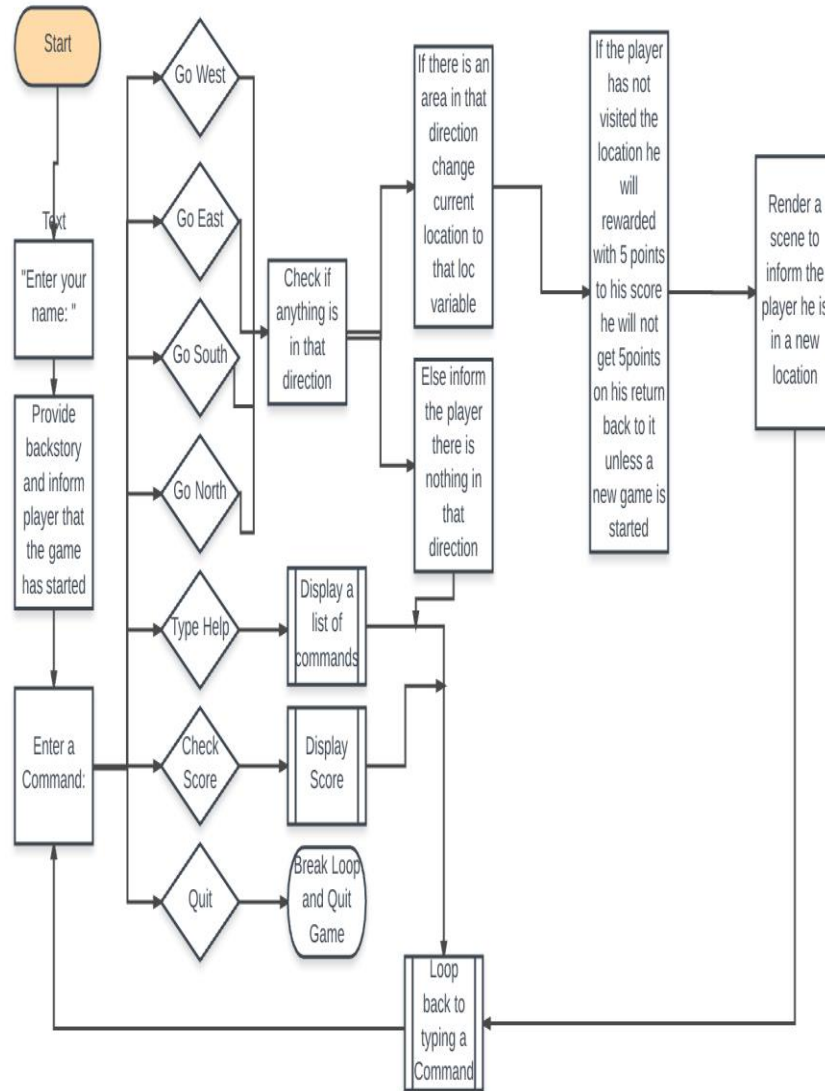 Start
Text
"Enter your
name: "
Provide
backstory
and inform
player that
the game
has started
Enter a
Command:
Go West
Go East
Go South
Go North
Type Help
Check
Score
Quit
Check if
anything is
in that
direction
Display a
list of
commands
Display
Score
Break Loop
and Quit
Game
If there is an
area in that
direction
change
current
location to
that loc
variable
Else inform
the player
there is
nothing in
that
direction
Loop
back to
typing a
Command
If the player
has not
visited the
location he
will
rewarded
with 5 points
to his score
he will not
get 5points
on his return
back to it
unless a
new game is
started
Render a
scene to
inform the
player he is
in a new
location